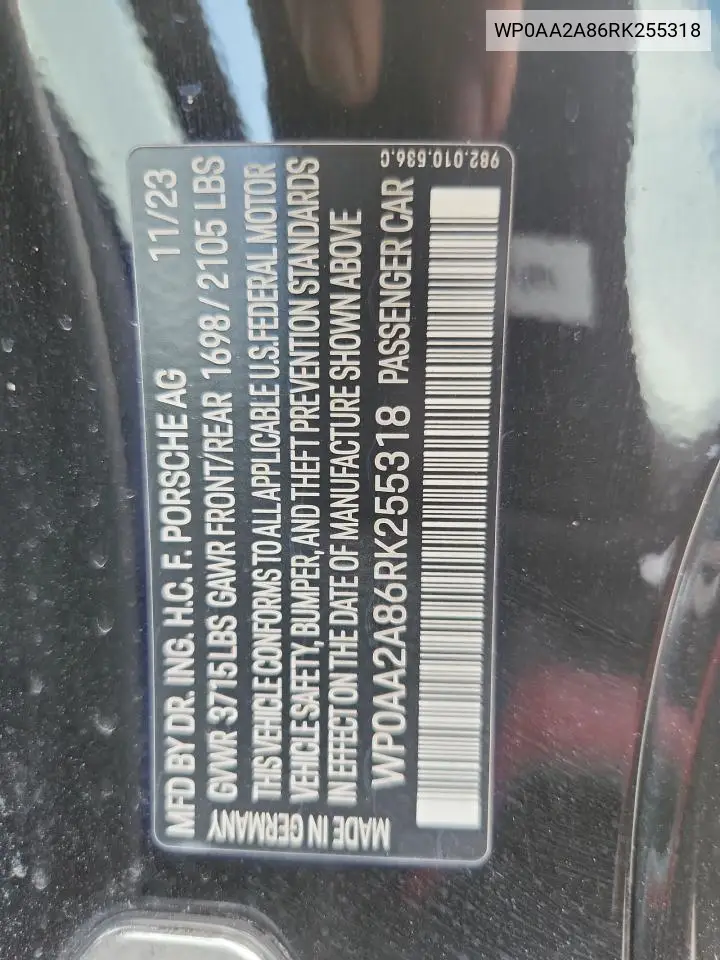 WP0AA2A86RK255318
MFD BY DR. ING. H.C. F. PORSCHE AG 11/23
GVWR 3715 LBS GAWR FRONT/REAR 1698 / 2105 LBS
THIS VEHICLE CONFORMS TO ALL APPLICABLE U.S. FEDERAL MOTOR
VEHICLE SAFETY, BUMPER, AND THEFT PREVENTION STANDARDS
IN EFFECT ON THE DATE OF MANUFACTURE SHOWN ABOVE
WP0AA2A86RK255318 PASSENGER CAR
MADE IN GERMANY
982.010.536.C